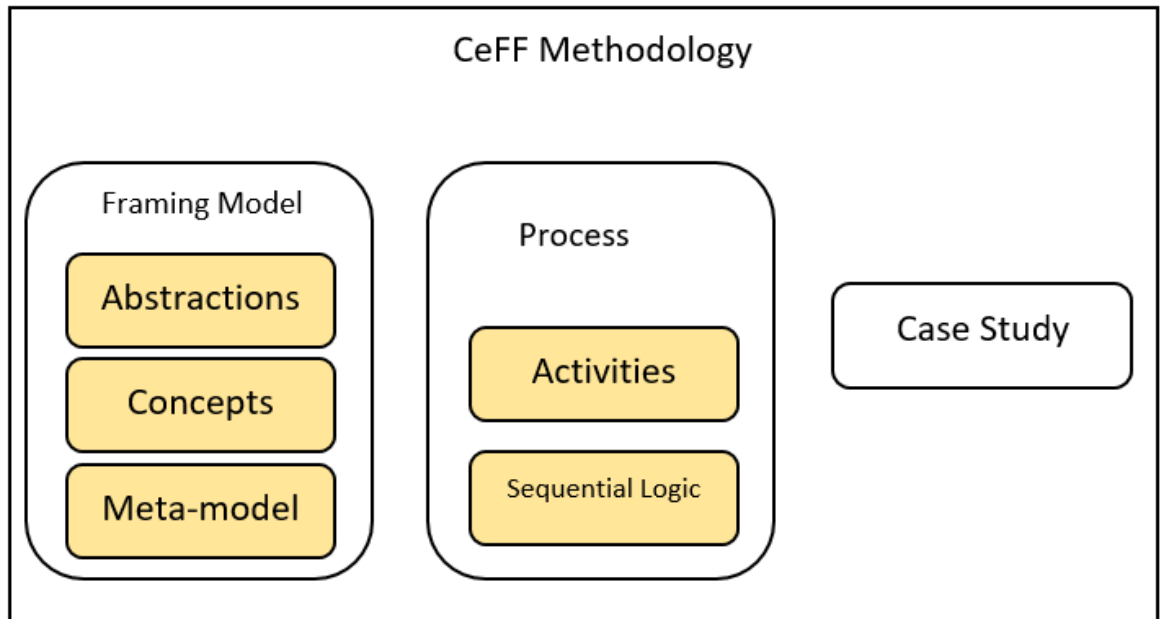 CeFF Methodology
Framing Model
Abstractions
Concepts
Meta-model
Process
Activities
Sequential Logic
Case Study